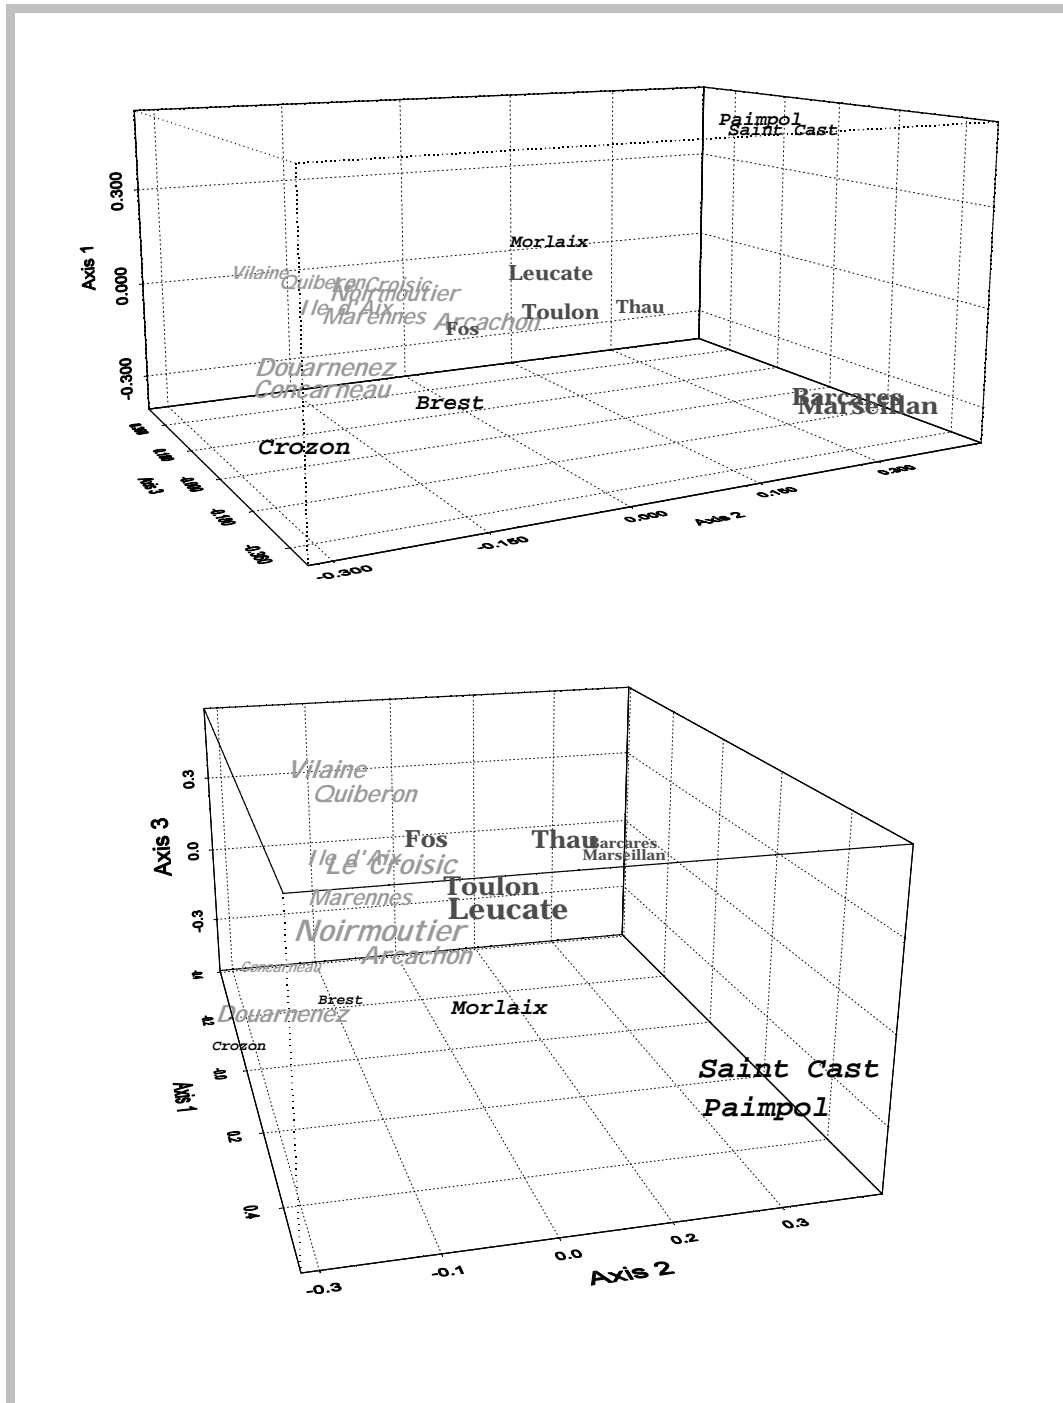 Paimpol
Saint Cast
0.300
Morlaix
Axis 1
Vilaine
Quiberon
Le Croisic
Leucate
0.000
Noirmoutier
Ile d'Aix
Marennes
Arcachon
Fos
Toulon
Thau
-0.300
Douarnenez
Concarneau
Brest
Barcares
Marseillan
Crozon
Axis 3
0.300
0.150
0.000
-0.150
-0.300
Axis 2
Vilaine
0.3
Quiberon
Axis 3
Fos
Thau
Barcares
Marseillan
0.0
Ile d'Aix
Le Croisic
Toulon
Marennes
Leucate
-0.3
Noirmoutier
Arcachon
Concarneau
Brest
Morlaix
Douarnenez
Crozon
Saint Cast
Paimpol
Axis 1
0.2
0.4
0.3
0.2
0.0
-0.1
-0.3
Axis 2